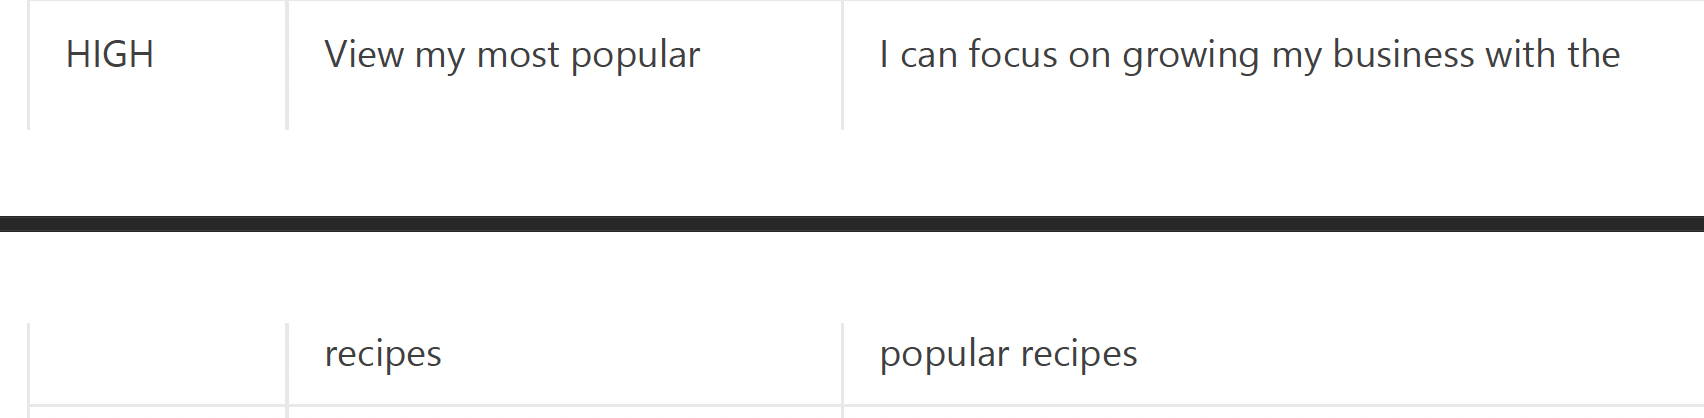 HIGH
View my most popular
I can focus on growing my business with the
recipes
popular recipes